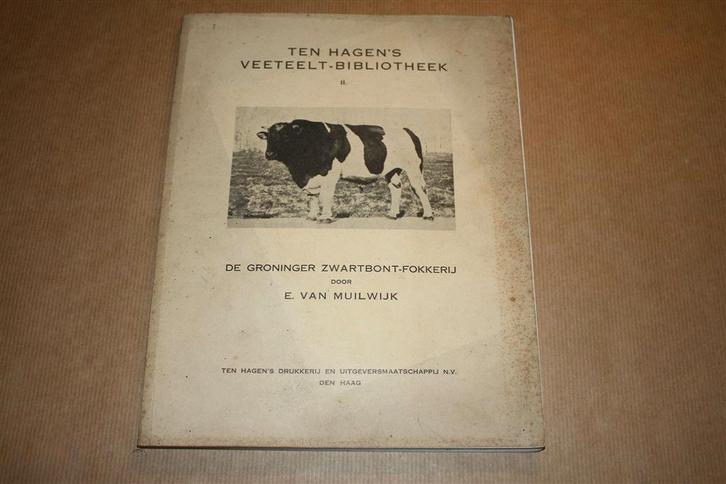 TEN HAGEN'S
VEETEELT-BIBLIOTHEEK
II.
DE GRONINGER ZWARTBONT-FOKKERIJ
DOOR
E. VAN MUILWIJK
TEN HAGEN'S DRUKKERIJ EN UITGEVERSMAATSCHAPPIJ N.V.
DEN HAAG